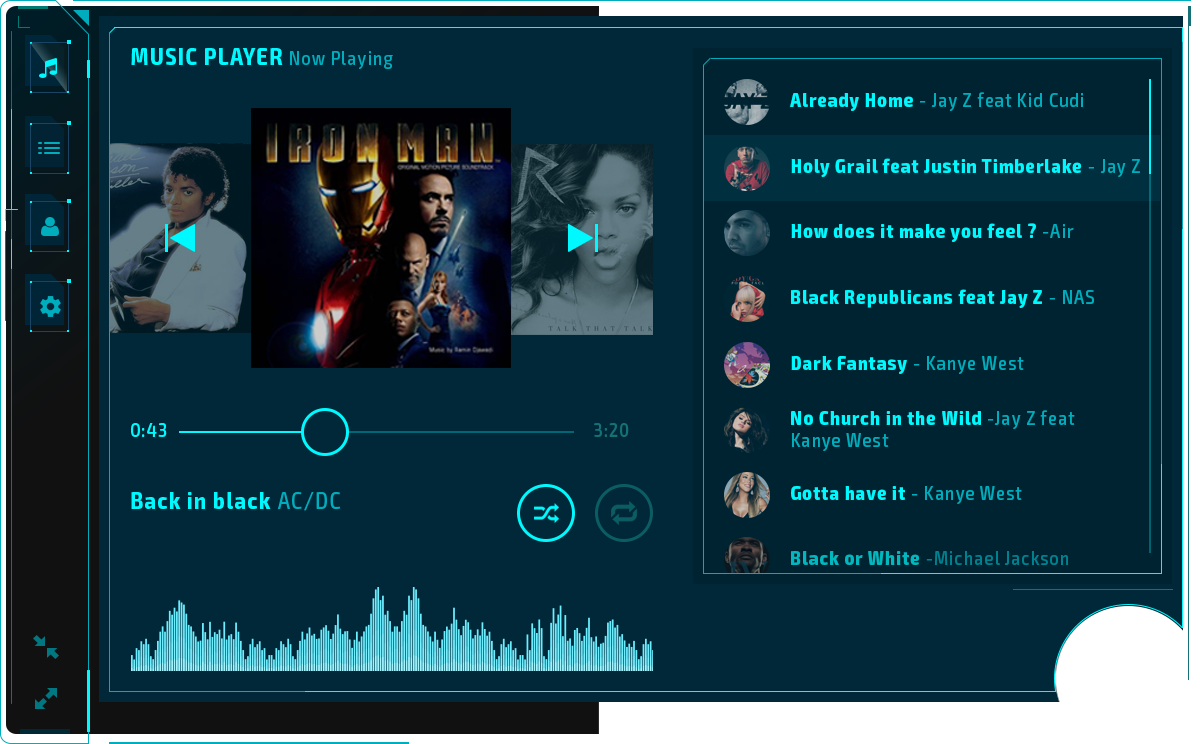 MUSIC PLAYER Now Playing
IRON MAN
ORIGINAL MOTION PICTURE SOUNDTRACK
Music by Ramin Djawadi
R
TALK THAT TALK
0:43
3:20
Back in black AC/DC
Already Home - Jay Z feat Kid Cudi
Holy Grail feat Justin Timberlake - Jay Z
How does it make you feel ? -Air
Black Republicans feat Jay Z - NAS
Dark Fantasy - Kanye West
No Church in the Wild -Jay Z feat
Kanye West
Gotta have it - Kanye West
Black or White -Michael Jackson